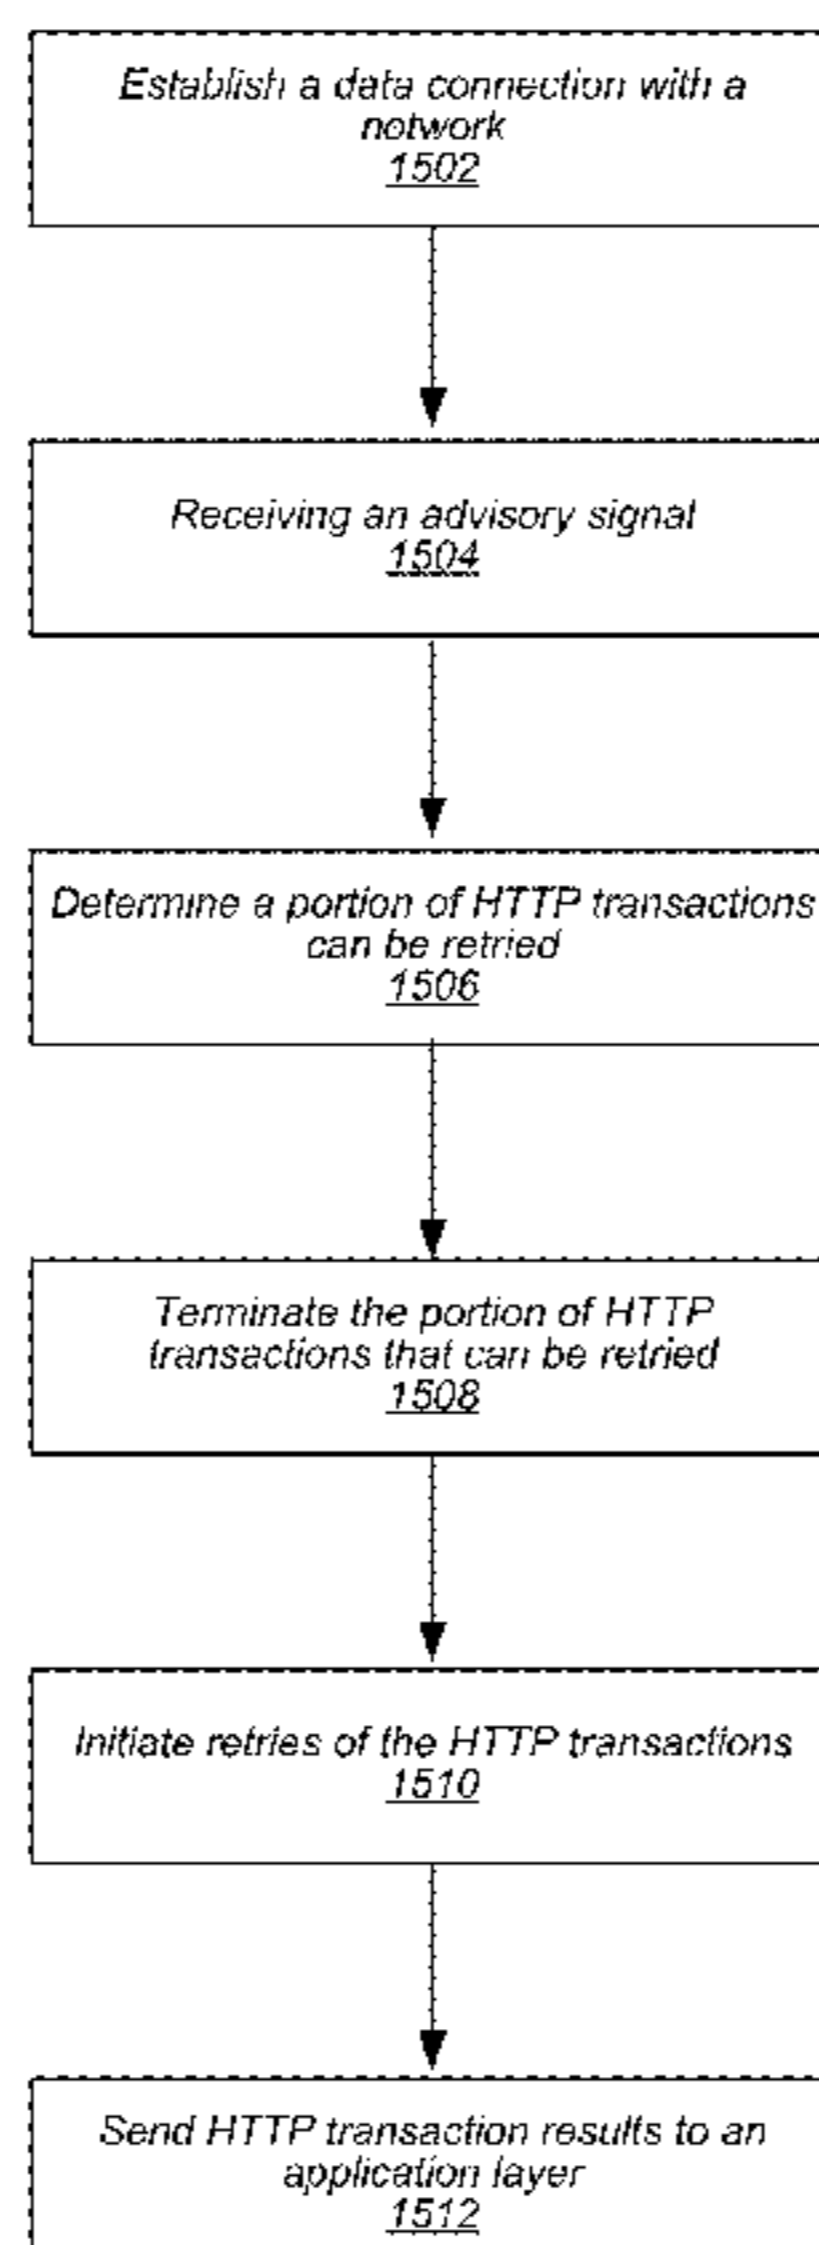 Establish a data connection with a
network
1502
Receiving an advisory signal
1504
Determine a portion of HTTP transactions
can be retried
1506
Terminate the portion of HTTP
transactions that can be retried
1508
Initiate retries of the HTTP transactions
1510
Send HTTP transaction results to an
application layer
1512